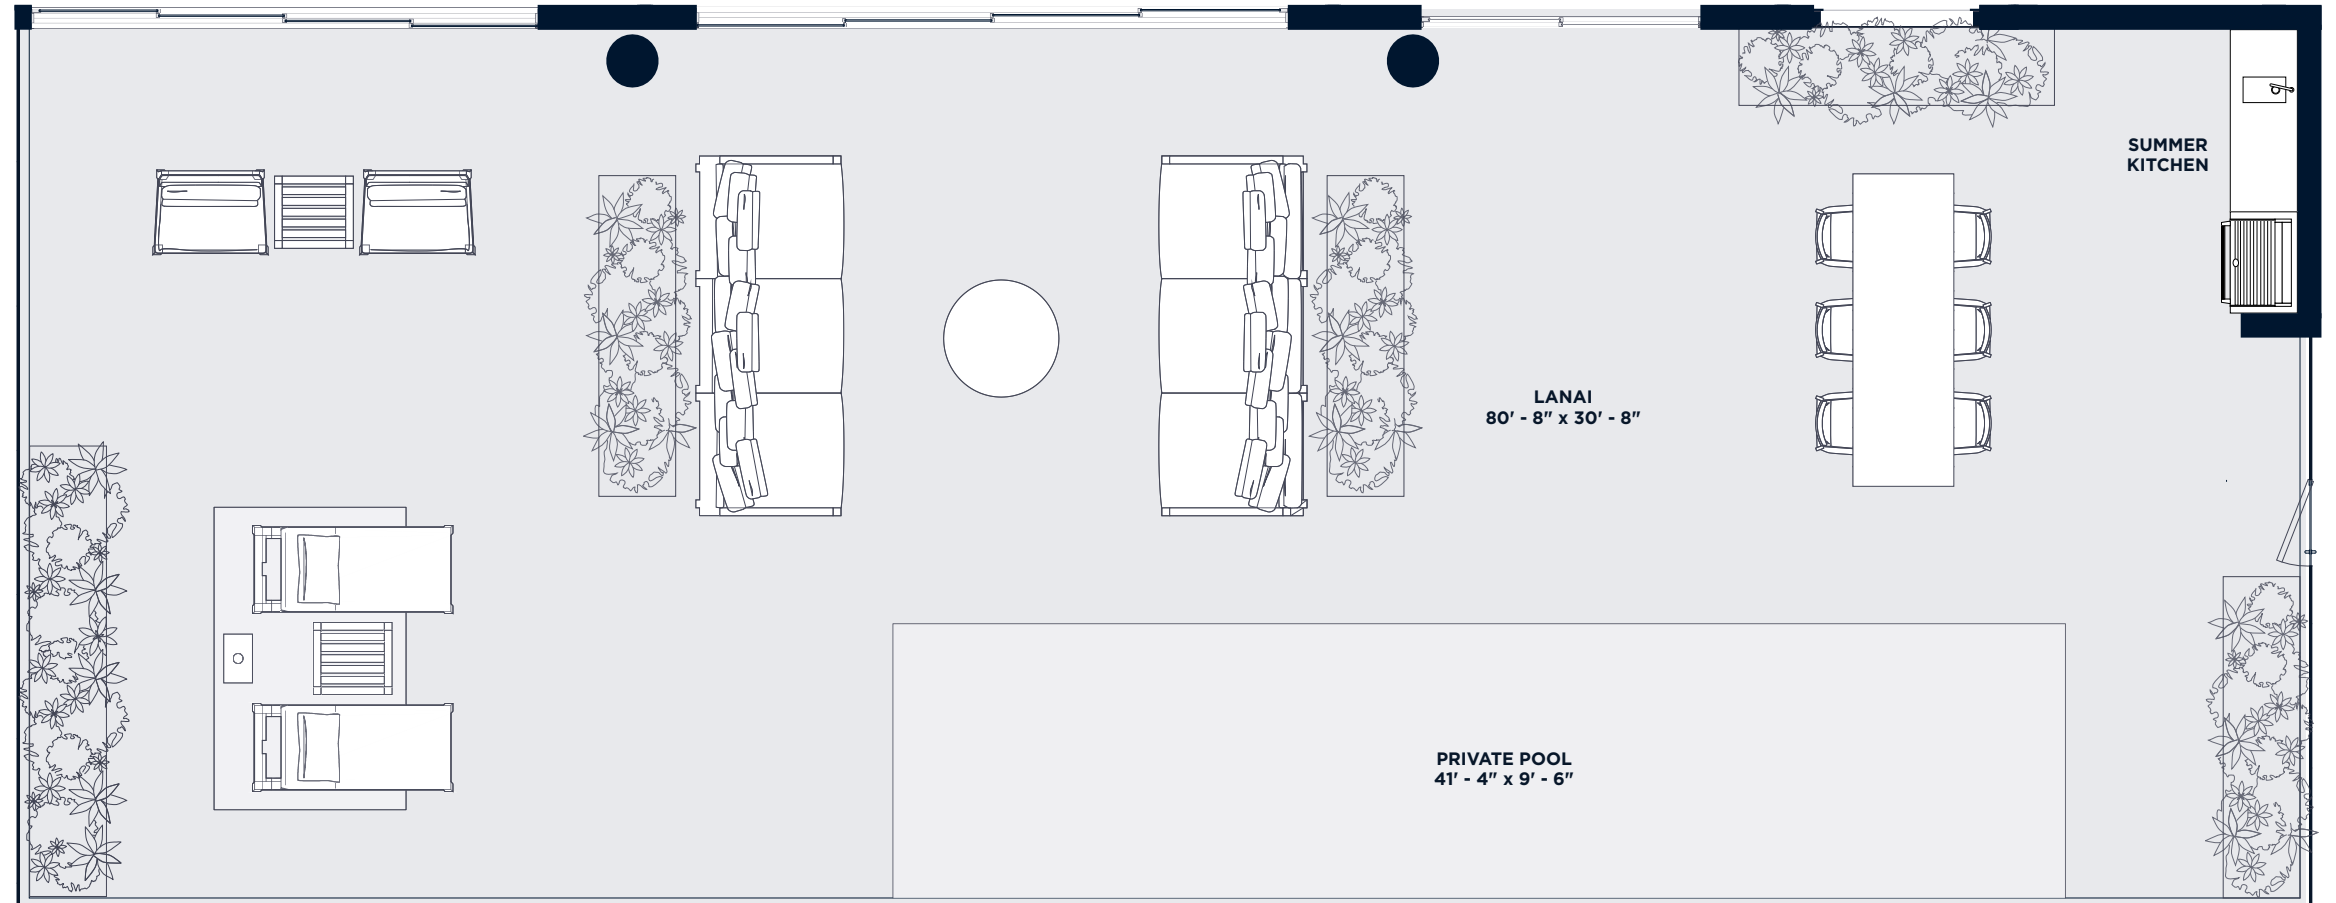 SUMMER
KITCHEN
LANAI
80' - 8" x 30' - 8"
PRIVATE POOL
41' - 4" x 9' - 6"